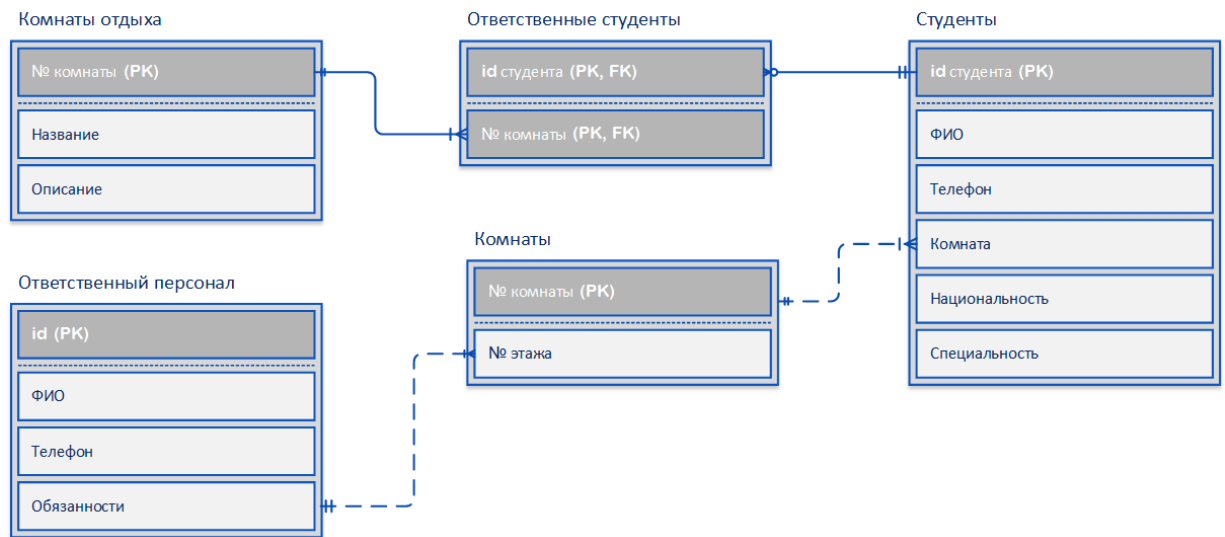 Комнаты отдыха
№ комнаты (PK)
Название
Описание
Ответственные студенты
id студента (PK, FK)
№ комнаты (PK, FK)
Студенты
id студента (PK)
ФИО
Телефон
Комната
Национальность
Специальность
Комнаты
№ комнаты (PK)
№ этажа
Ответственный персонал
id (PK)
ФИО
Телефон
Обязанности